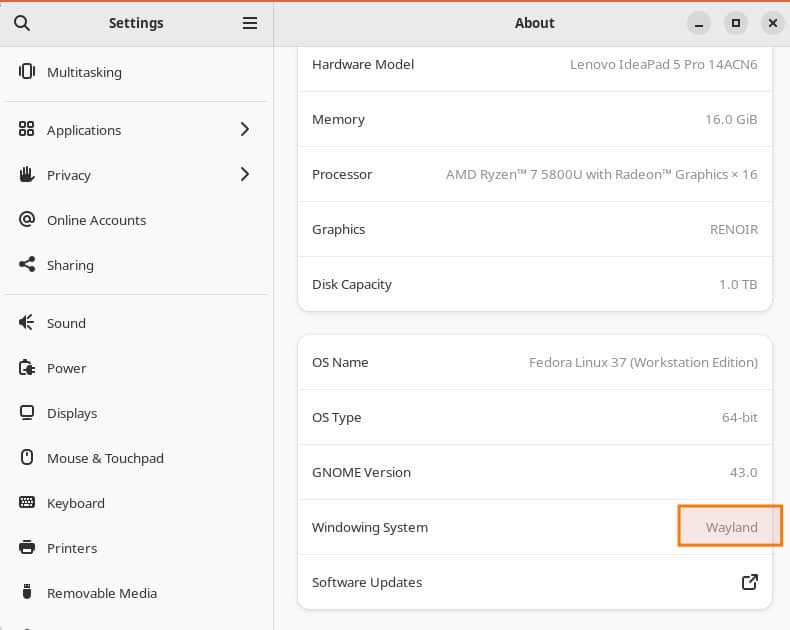 Settings
About
Multitasking
Applications
Privacy
Online Accounts
Sharing
Sound
Power
Displays
Mouse & Touchpad
Keyboard
Printers
Removable Media
Hardware Model Lenovo IdeaPad 5 Pro 14ACN6
Memory 16.0 GiB
Processor AMD Ryzen™ 7 5800U with Radeon™ Graphics × 16
Graphics RENOIR
Disk Capacity 1.0 TB
OS Name Fedora Linux 37 (Workstation Edition)
OS Type 64-bit
GNOME Version 43.0
Windowing System Wayland
Software Updates